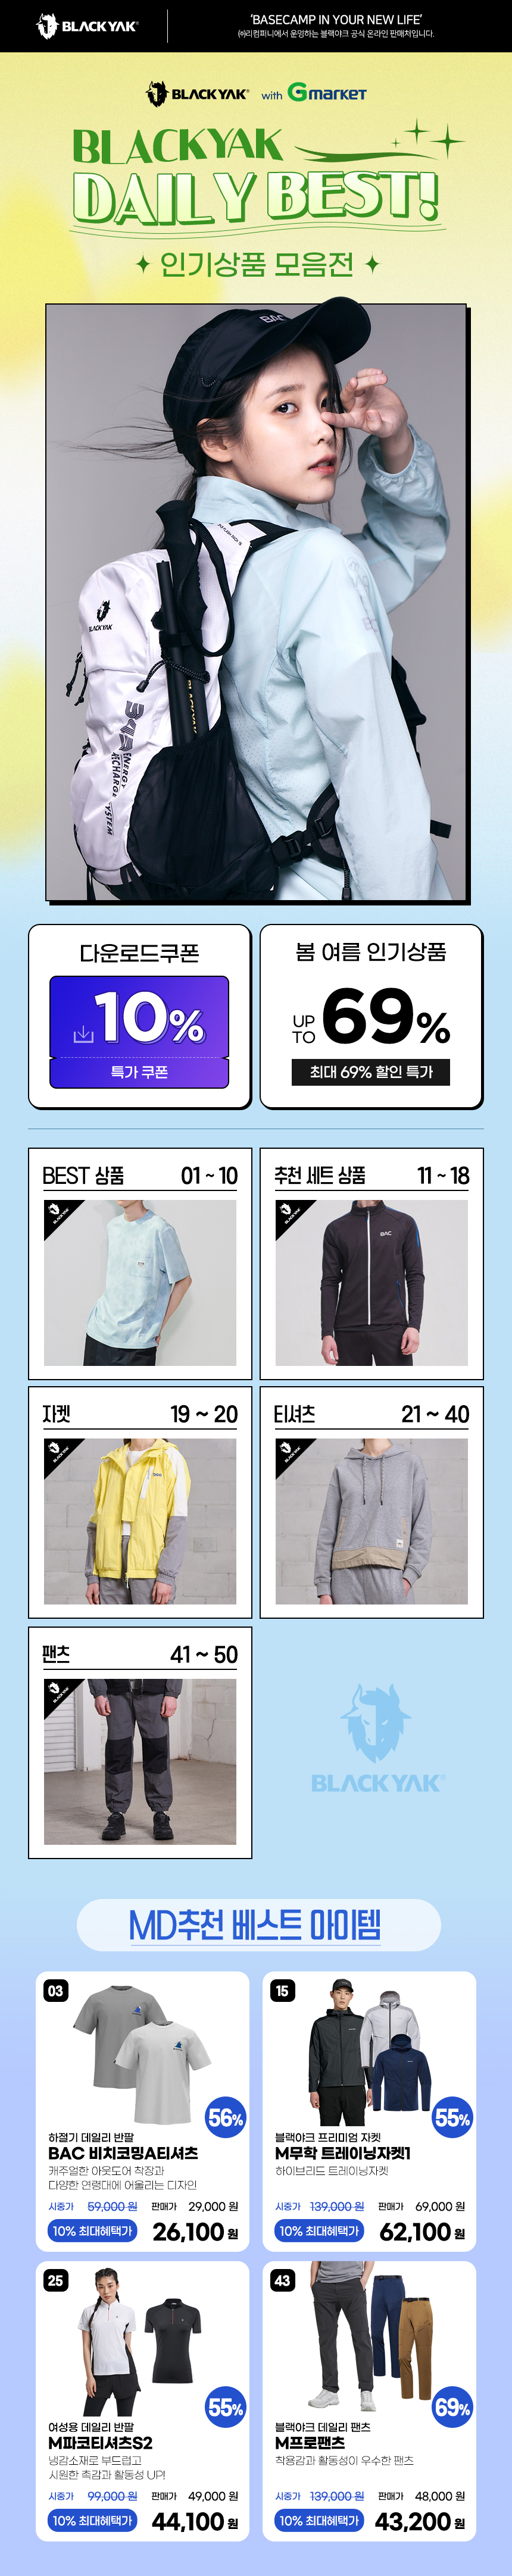 BLACKYAK
'BASECAMP IN YOUR NEW LIFE'
㈜리컴퍼니에서 운영하는 블랙야크 공식 온라인 판매처입니다.
BLACKYAK with Gmarket
BLACKYAK
DAILY BEST!
인기상품 모음전
BAC
BLACKYAK
ENERGY
RECHARGE
SYSTEM
다운로드쿠폰
10%
특가 쿠폰
봄 여름 인기상품
UP TO 69%
최대 69% 할인 특가
BEST 상품 01 ~ 10
BLACKYAK
추천 세트 상품 11 ~ 18
BLACKYAK
BAC
자켓 19 ~ 20
BLACKYAK
bac
티셔츠 21 ~ 40
BLACKYAK
팬츠 41 ~ 50
BLACKYAK
BLACKYAK
MD추천 베스트 아이템
03
56%
하절기 데일리 반팔
BAC 비치코밍A티셔츠
캐주얼한 아웃도어 착장과
다양한 연령대에 어울리는 디자인
시중가 59,000 원 판매가 29,000 원
10% 최대혜택가 26,100 원
15
55%
블랙야크 프리미엄 자켓
M무학 트레이닝자켓1
하이브리드 트레이닝자켓
시중가 139,000 원 판매가 69,000 원
10% 최대혜택가 62,100 원
25
55%
여성용 데일리 반팔
M파코티셔츠S2
냉감소재로 부드럽고
시원한 촉감과 활동성 UP!
시중가 99,000 원 판매가 49,000 원
10% 최대혜택가 44,100 원
43
69%
블랙야크 데일리 팬츠
M프로팬츠
착용감과 활동성이 우수한 팬츠
시중가 139,000 원 판매가 48,000 원
10% 최대혜택가 43,200 원